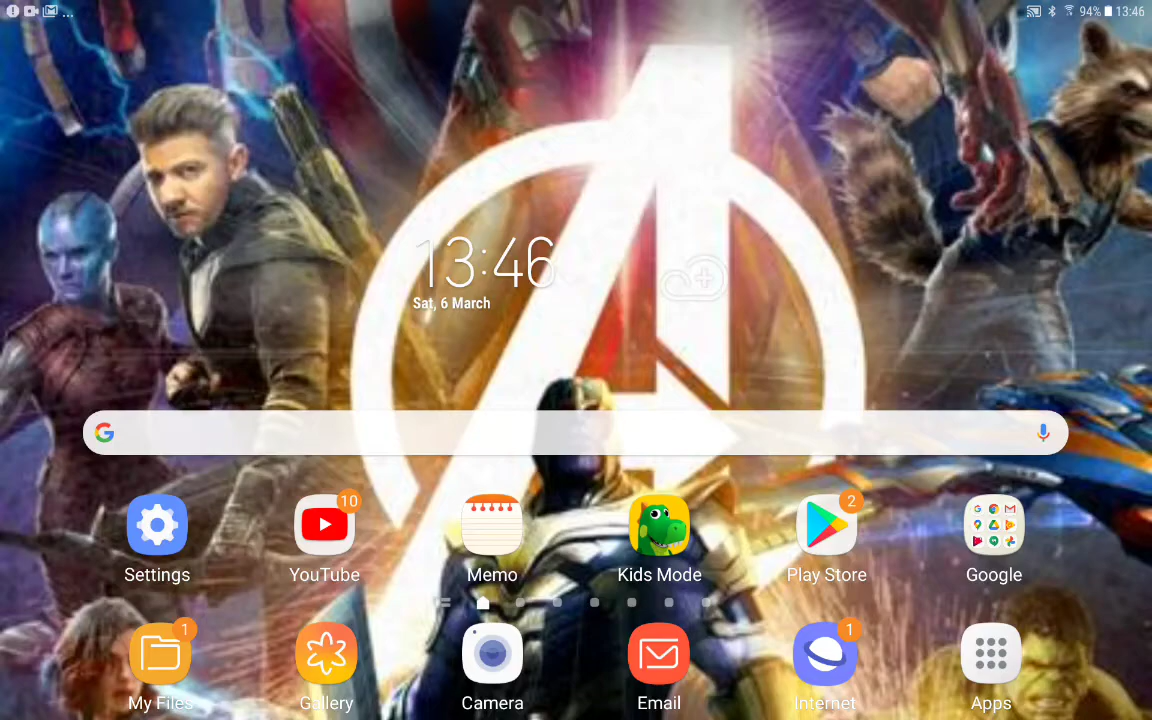 94% 13:46
13:46
Sat, 6 March
10
2
Settings
YouTube
Memo
Kids Mode
Play Store
Google
1
1
My Files
Gallery
Camera
Email
Internet
Apps